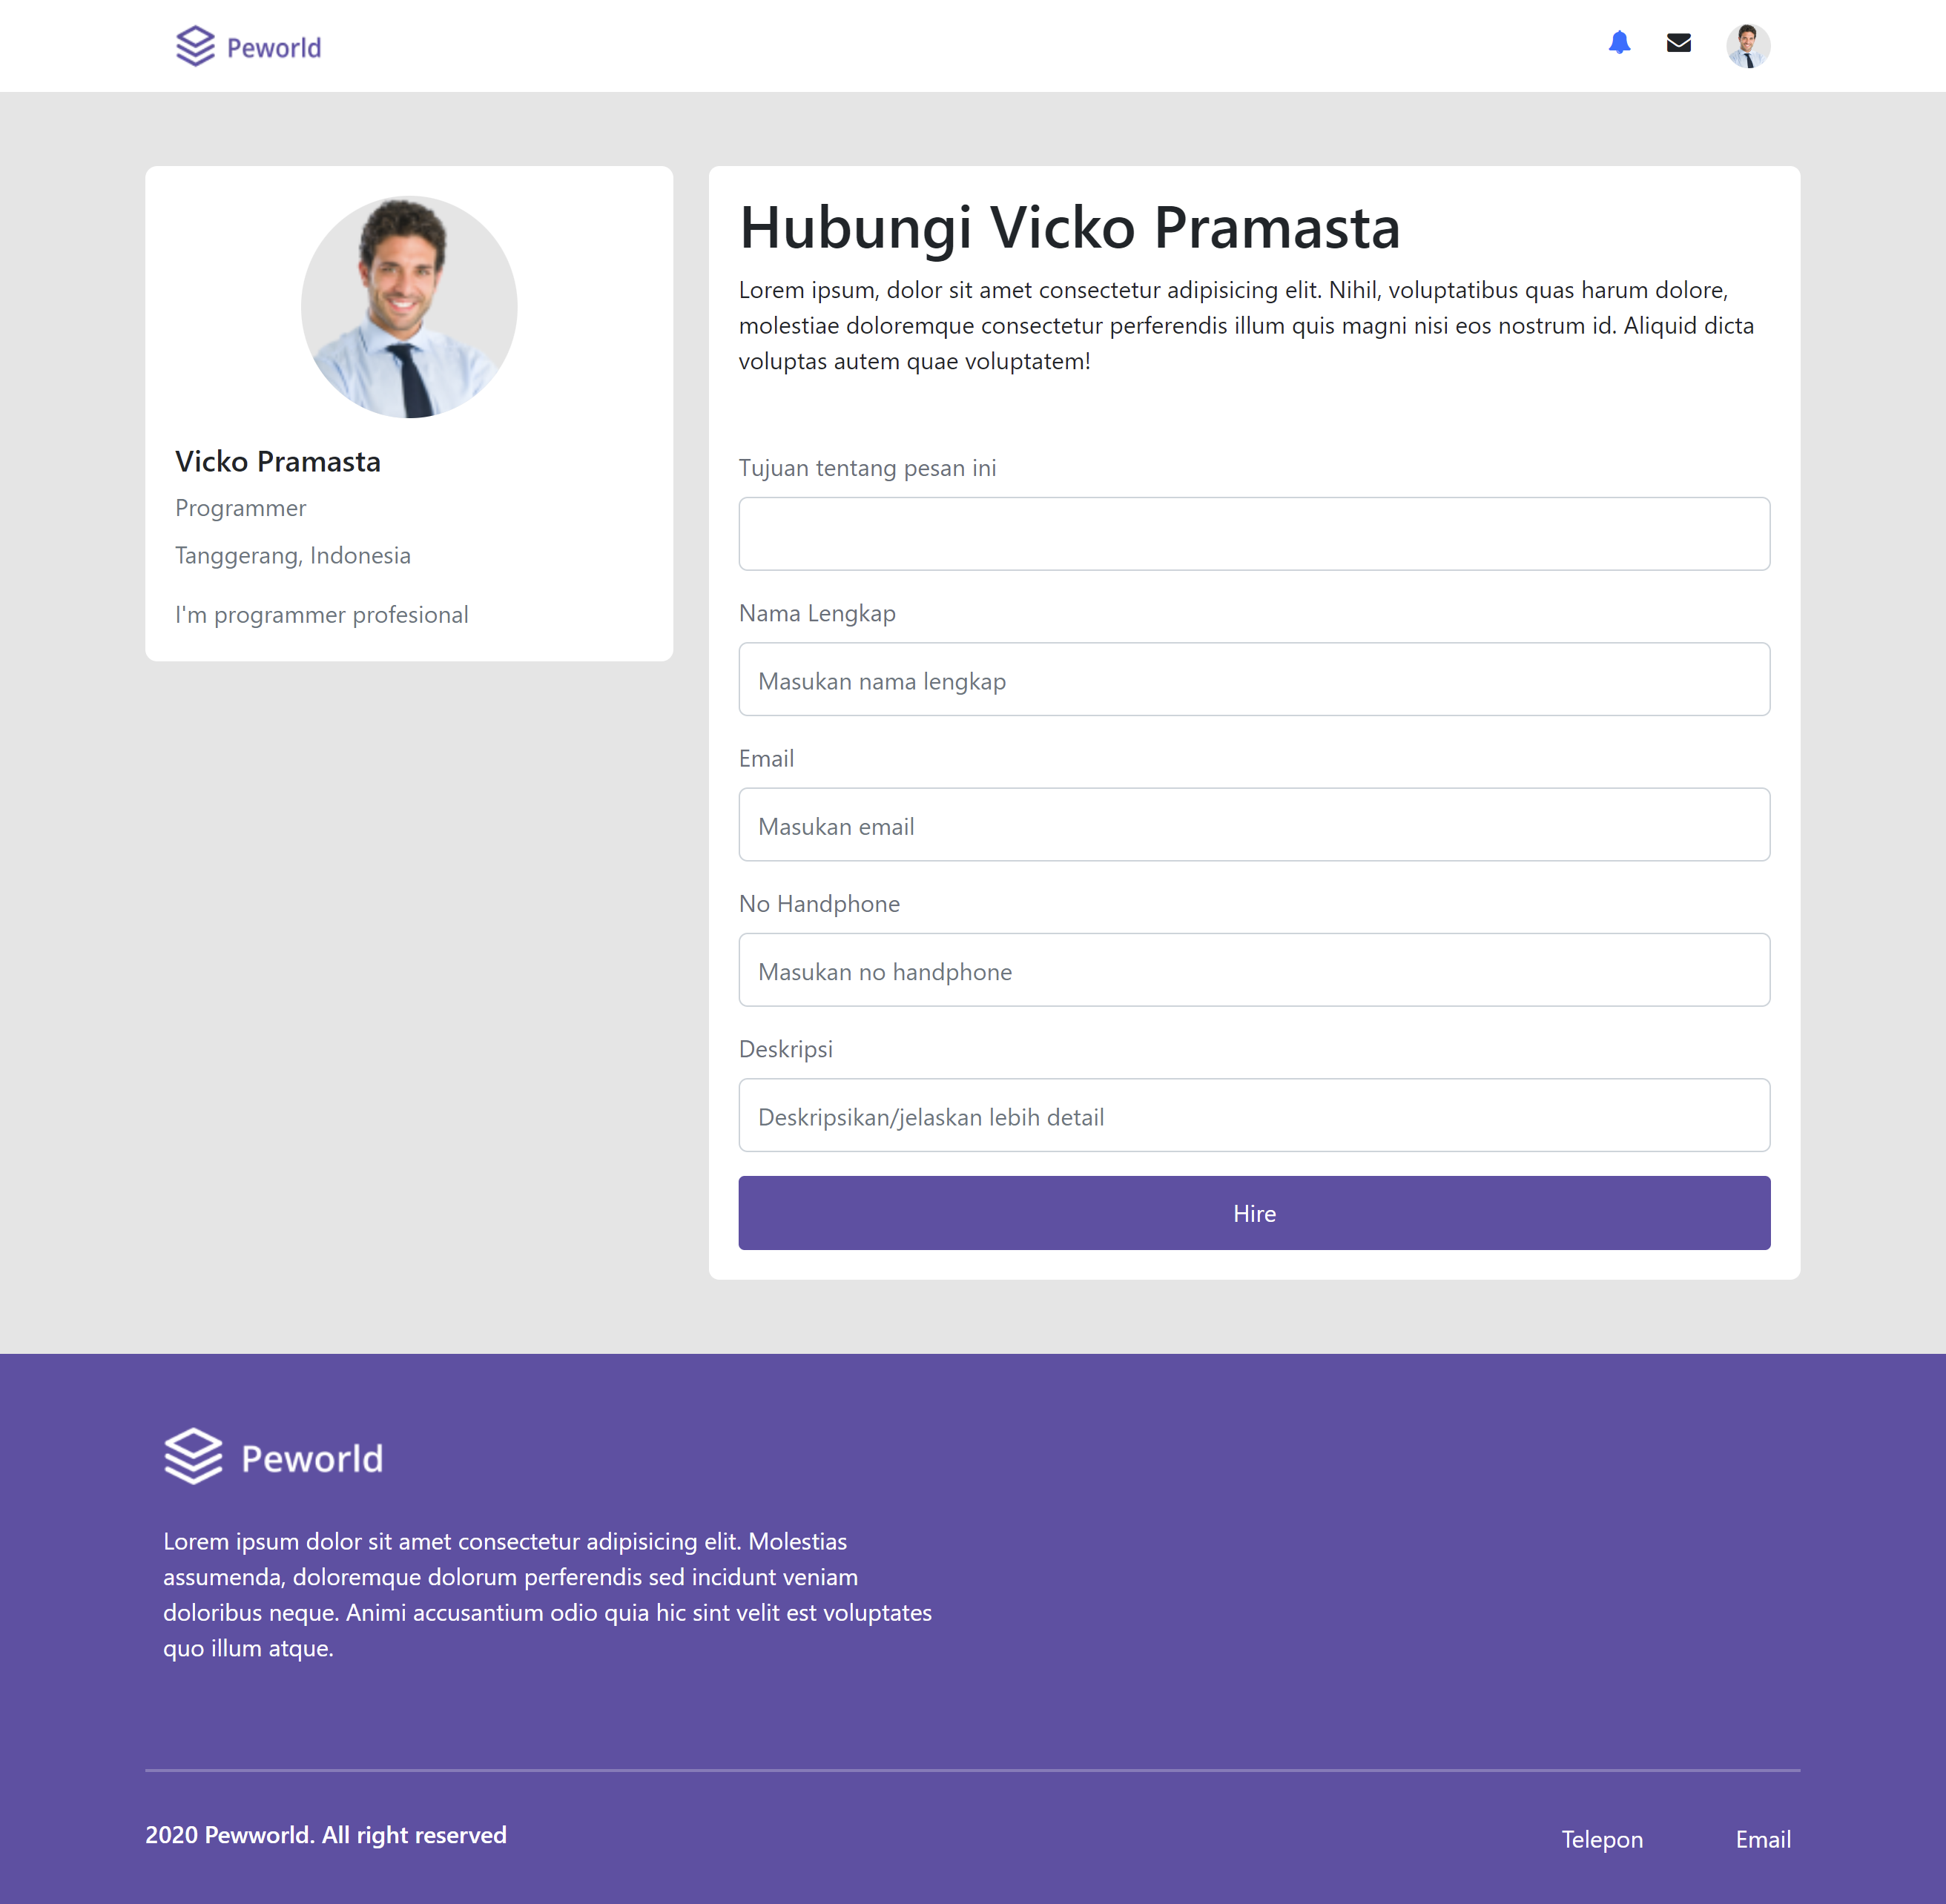 Peworld
Vicko Pramasta
Programmer
Tanggerang, Indonesia
I'm programmer profesional
Hubungi Vicko Pramasta
Lorem ipsum, dolor sit amet consectetur adipisicing elit. Nihil, voluptatibus quas harum dolore,
molestiae doloremque consectetur perferendis illum quis magni nisi eos nostrum id. Aliquid dicta
voluptas autem quae voluptatem!
Tujuan tentang pesan ini
Nama Lengkap
Masukan nama lengkap
Email
Masukan email
No Handphone
Masukan no handphone
Deskripsi
Deskripsikan/jelaskan lebih detail
Hire
Peworld
Lorem ipsum dolor sit amet consectetur adipisicing elit. Molestias
assumenda, doloremque dolorum perferendis sed incidunt veniam
doloribus neque. Animi accusantium odio quia hic sint velit est voluptates
quo illum atque.
2020 Pewworld. All right reserved
Telepon
Email